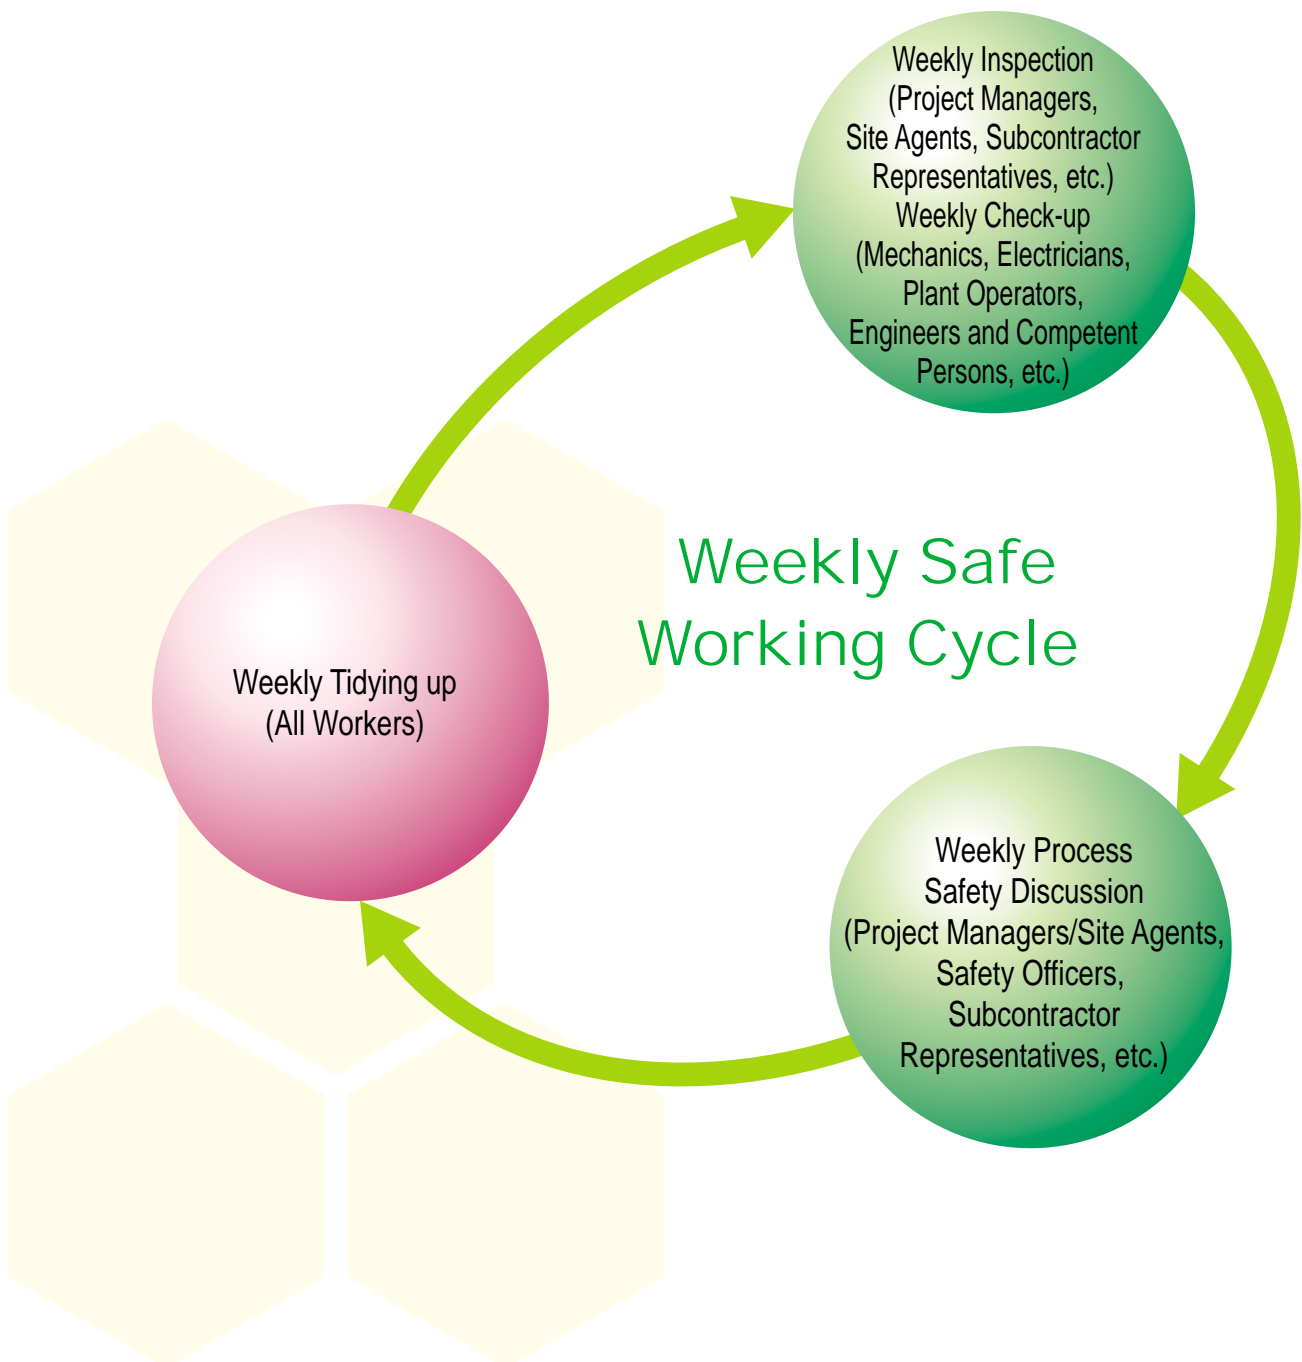 Weekly Inspection
(Project Managers,
Site Agents, Subcontractor
Representatives, etc.)
Weekly Check-up
(Mechanics, Electricians,
Plant Operators,
Engineers and Competent
Persons, etc.)
Weekly Safe
Working Cycle
Weekly Tidying up
(All Workers)
Weekly Process
Safety Discussion
(Project Managers/Site Agents,
Safety Officers,
Subcontractor
Representatives, etc.)